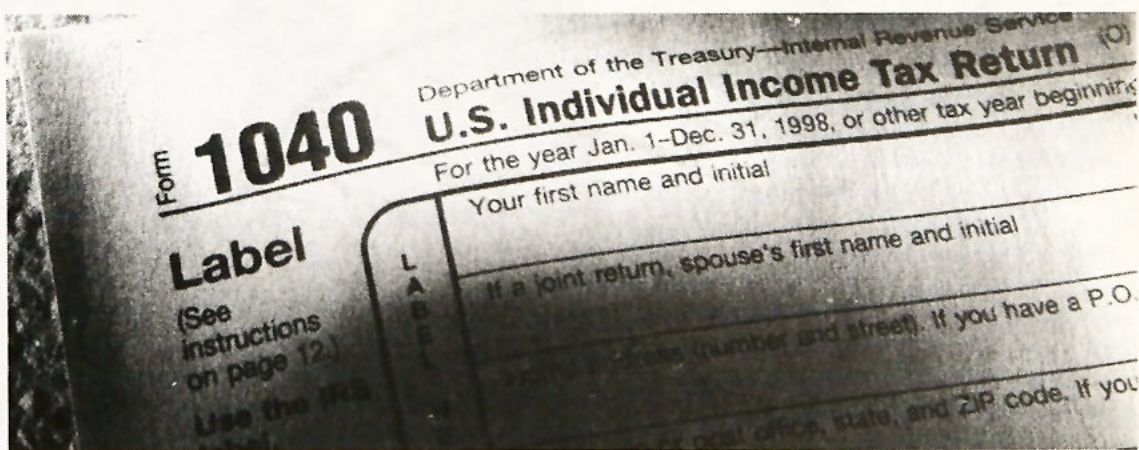 Department of the Treasury—Internal Revenue Service
Form 1040 U.S. Individual Income Tax Return (O)
For the year Jan. 1–Dec. 31, 1998, or other tax year beginning
Label
(See
instructions
on page 12.)
Use the IRS
L
A
B
E
L
Your first name and initial
If a joint return, spouse's first name and initial
(number and street). If you have a P.O.
or post office, state, and ZIP code. If you